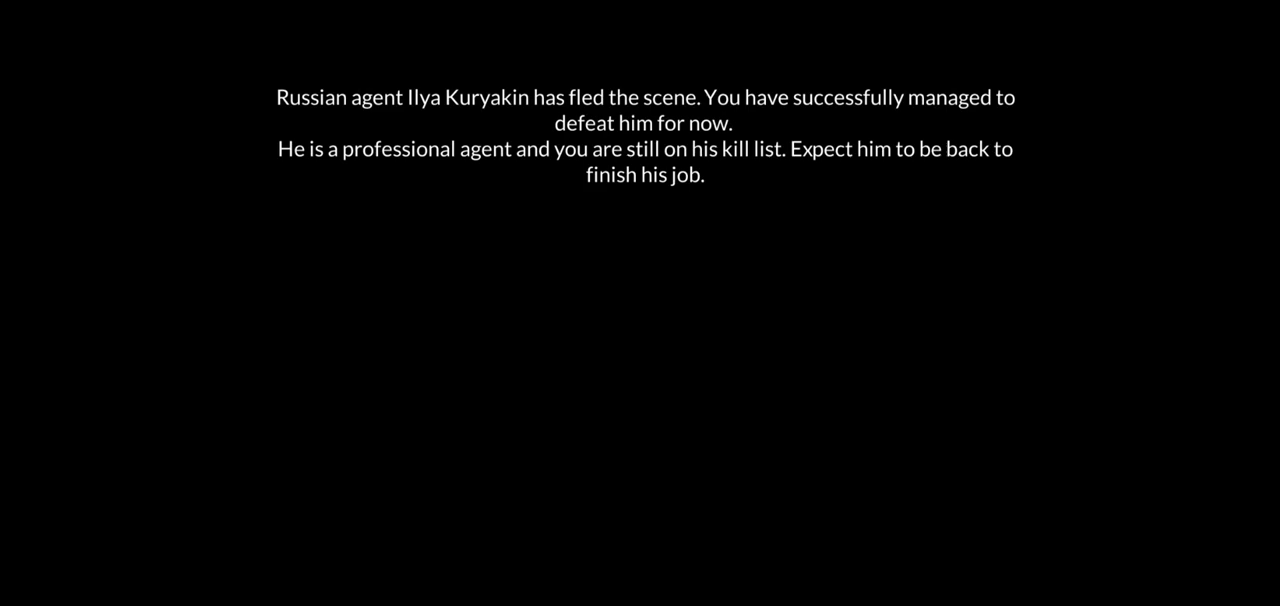 Russian agent Ilya Kuryakin has fled the scene. You have successfully managed to
defeat him for now.
He is a professional agent and you are still on his kill list. Expect him to be back to
finish his job.